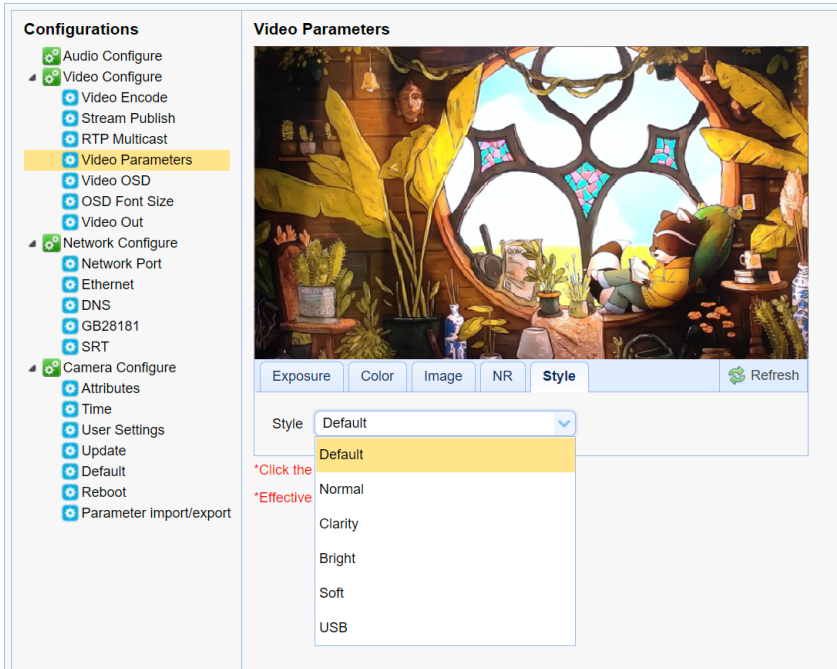 Configurations
Audio Configure
Video Configure
Video Encode
Stream Publish
RTP Multicast
Video Parameters
Video OSD
OSD Font Size
Video Out
Network Configure
Network Port
Ethernet
DNS
GB28181
SRT
Camera Configure
Attributes
Time
User Settings
Update
Default
Reboot
Parameter import/export
Video Parameters
Exposure
Color
Image
NR
Style
Refresh
Style
Default
Default
Normal
Clarity
Bright
Soft
USB
*Click the
*Effective